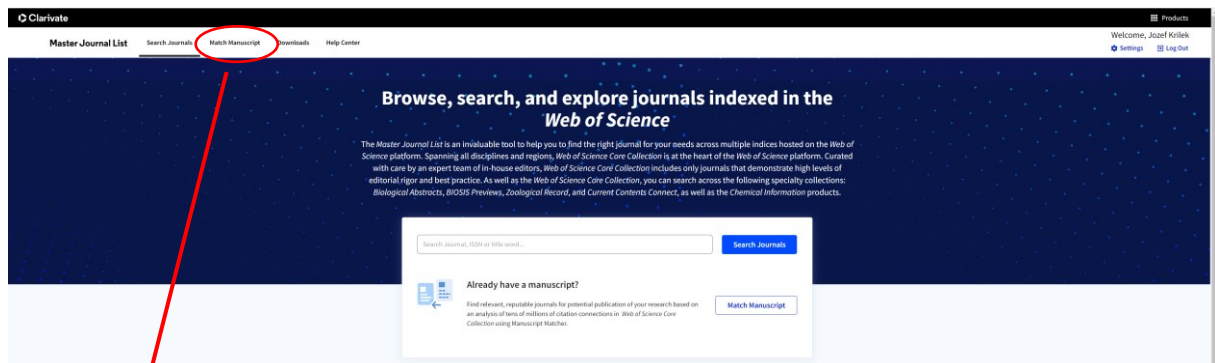 Clarivate
Products
Master Journal List
Search Journals
Match Manuscript
Downloads
Help Center
Welcome, Jozef Krilek
Settings
Log Out
Browse, search, and explore journals indexed in the
Web of Science
The Master Journal List is an invaluable tool to help you to find the right journal for your needs across multiple indices hosted on the Web of
Science platform. Spanning all disciplines and regions, Web of Science Core Collection is at the heart of the Web of Science platform. Curated
with care by an expert team of in-house editors, Web of Science Core Collection includes only journals that demonstrate high levels of
editorial rigor and best practice. As well as the Web of Science Core Collection, you can search across the following specialty collections:
Biological Abstracts, BIOSIS Previews, Zoological Record, and Current Contents Connect, as well as the Chemical Information products.
Search Journal, ISSN or title word...
Search Journals
Already have a manuscript?
Find relevant, reputable journals for potential publication of your research based on
an analysis of tens of millions of citation connections in Web of Science Core
Collection using Manuscript Matcher.
Match Manuscript